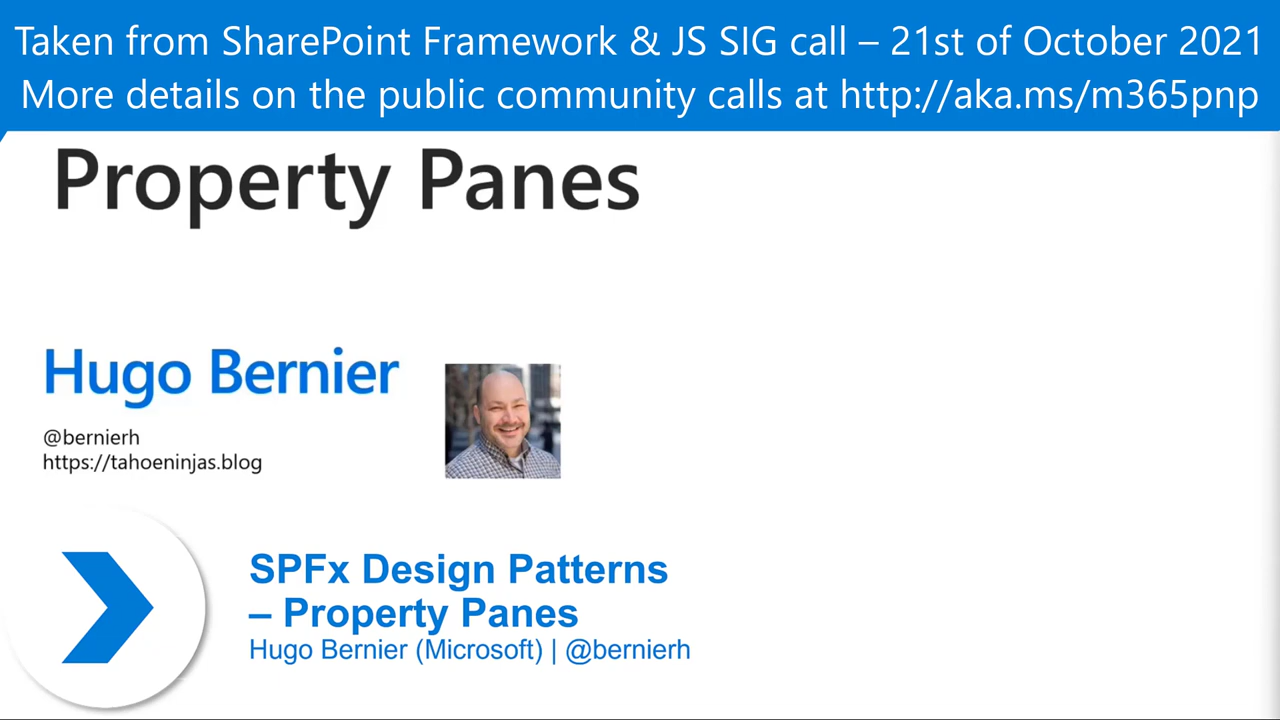 Taken from SharePoint Framework & JS SIG call – 21st of October 2021
More details on the public community calls at http://aka.ms/m365pnp
Property Panes
Hugo Bernier
@bernierh
https://tahoeninjas.blog
SPFx Design Patterns
– Property Panes
Hugo Bernier (Microsoft) | @bernierh